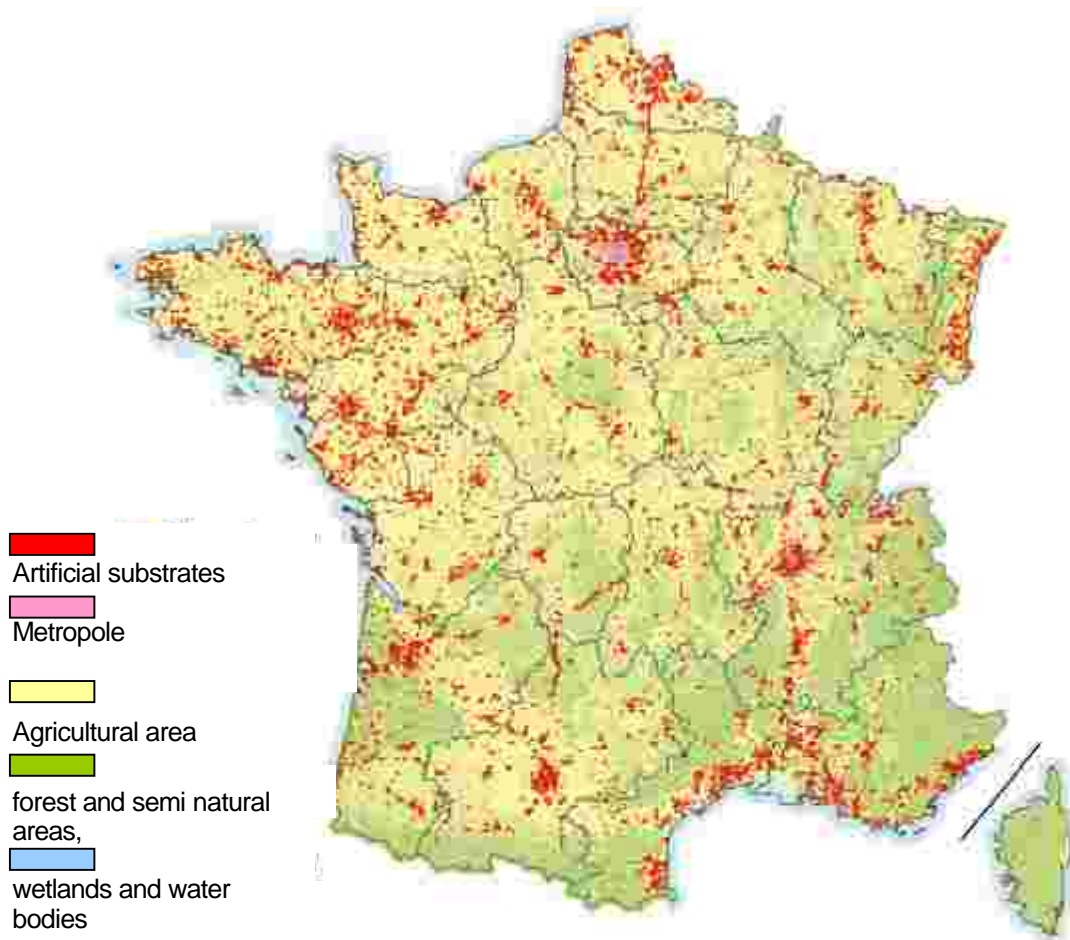 Artificial substrates
Metropole
Agricultural area
forest and semi natural
areas,
wetlands and water
bodies